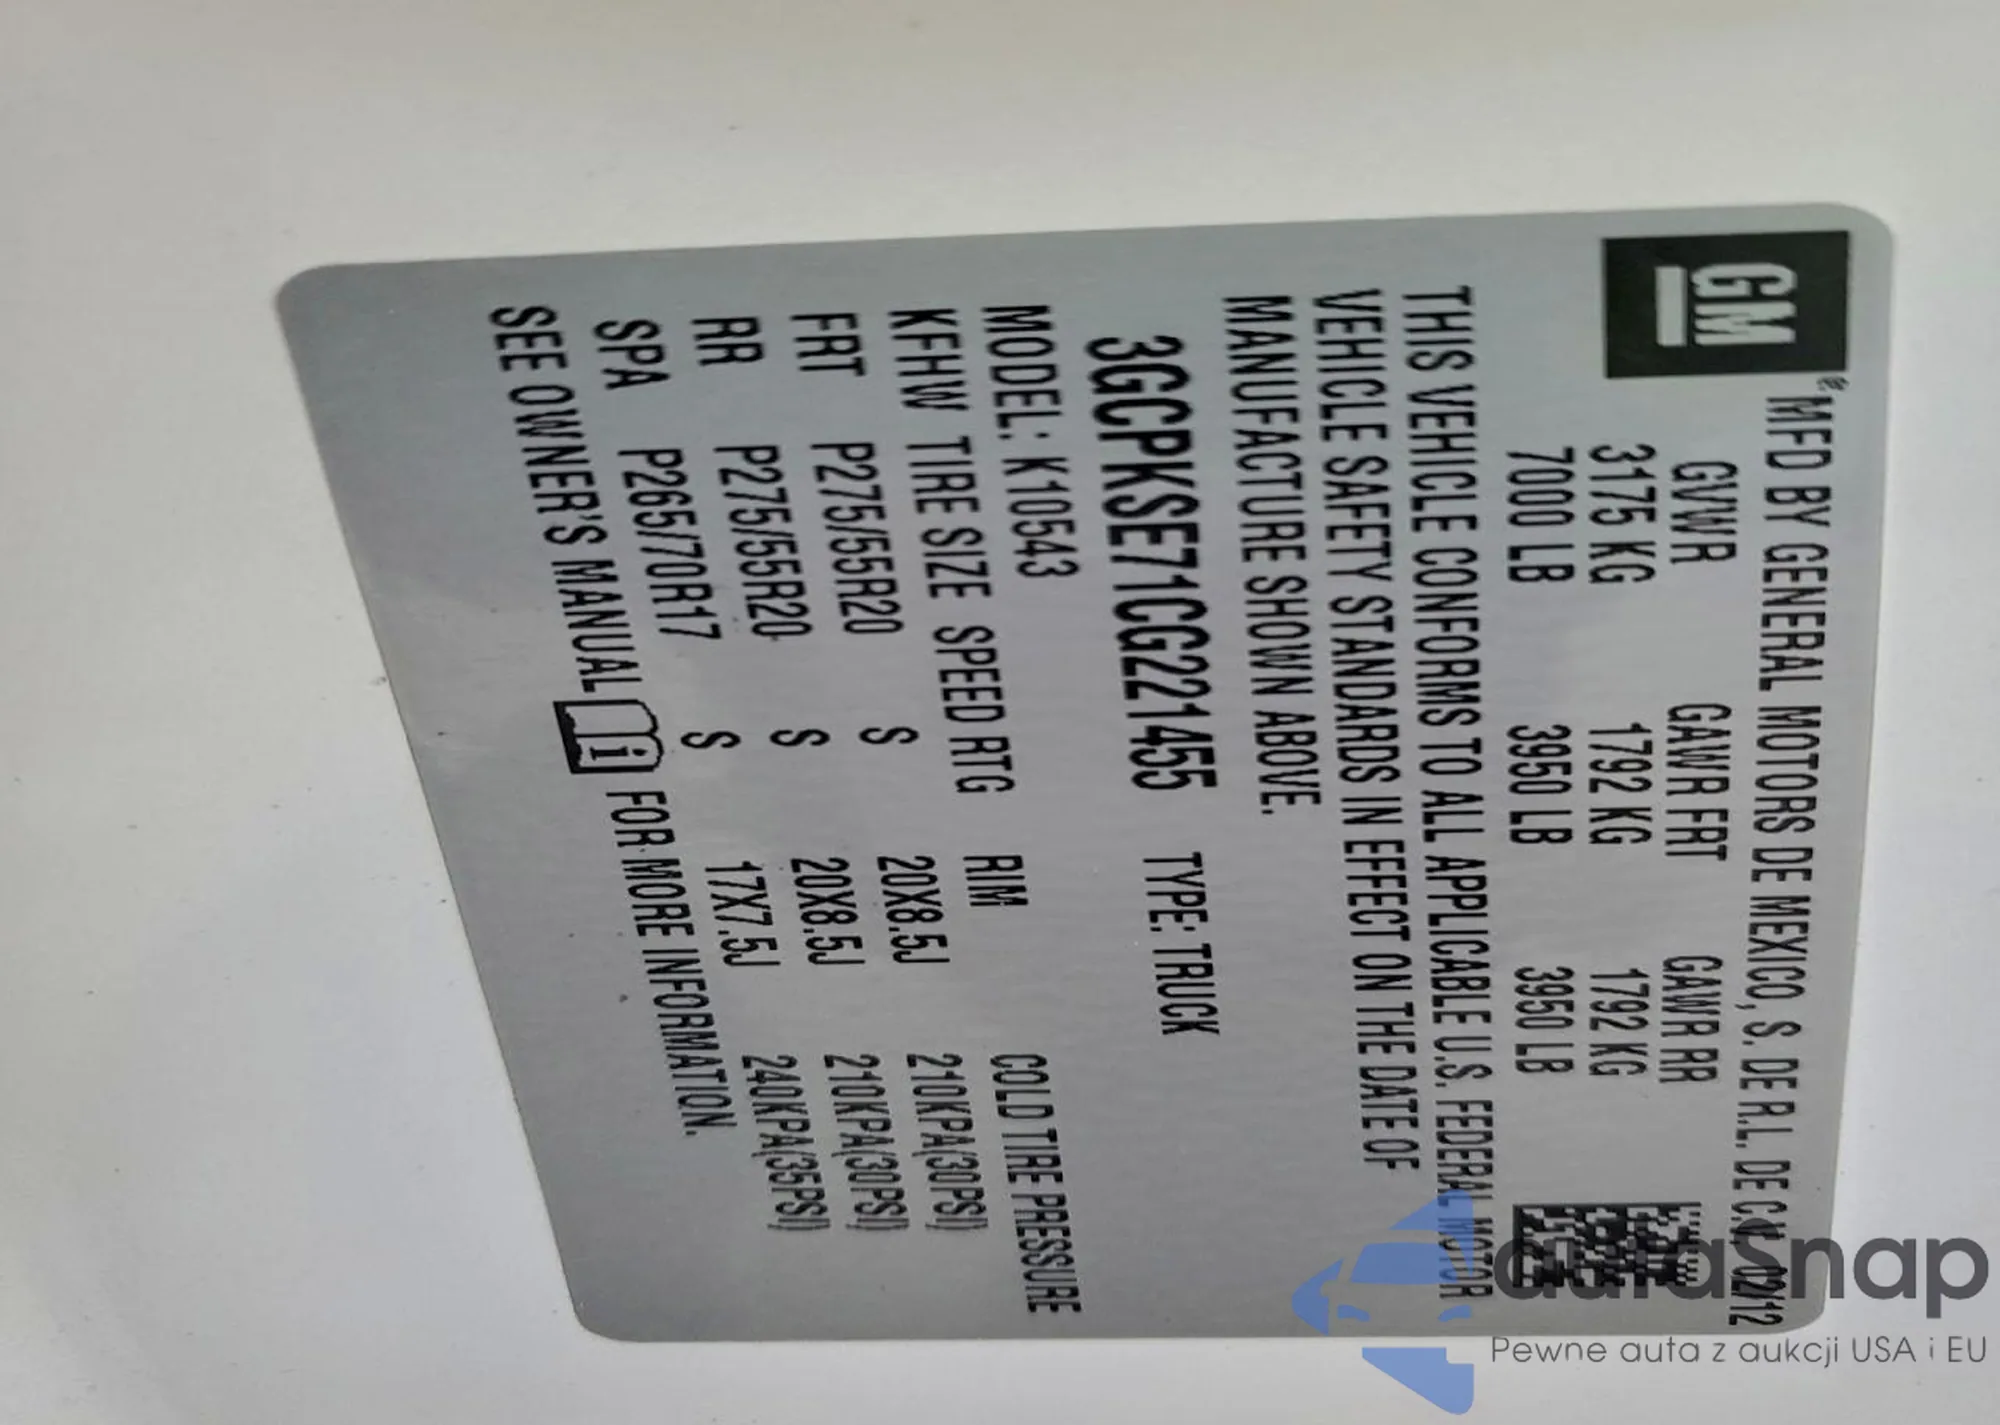 GM
MFD BY GENERAL MOTORS DE MEXICO, S. DE R.L. DE C.V. 02/12
GVWR GAWR FRT GAWR RR
3175 KG 1792 KG 1792 KG
7000 LB 3950 LB 3950 LB
THIS VEHICLE CONFORMS TO ALL APPLICABLE U.S. FEDERAL MOTOR
VEHICLE SAFETY STANDARDS IN EFFECT ON THE DATE OF
MANUFACTURE SHOWN ABOVE.
3GCPKSE71CG221455 TYPE: TRUCK
MODEL: K10543
KFHW TIRE SIZE SPEED RTG RIM COLD TIRE PRESSURE
FRT P275/55R20 S 20X8.5J 210KPA(30PSI)
RR P275/55R20 S 20X8.5J 210KPA(30PSI)
SPA P265/70R17 S 17X7.5J 240KPA(35PSI)
SEE OWNER'S MANUAL i FOR MORE INFORMATION.
autasnap
Pewne auta z aukcji USA i EU